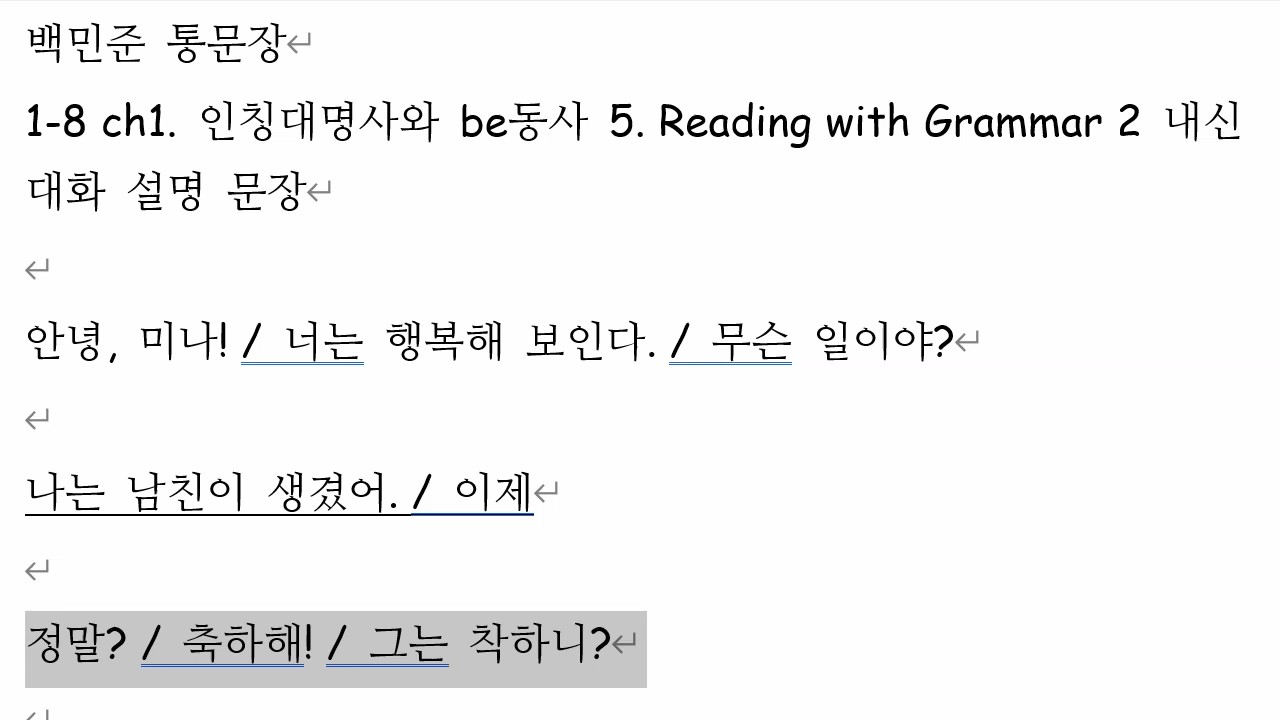 백민준 통문장
1-8 ch1. 인칭대명사와 be동사 5. Reading with Grammar 2 내신
대화 설명 문장
안녕, 미나! / 너는 행복해 보인다. / 무슨 일이야?
나는 남친이 생겼어. / 이제
정말? / 축하해! / 그는 착하니?